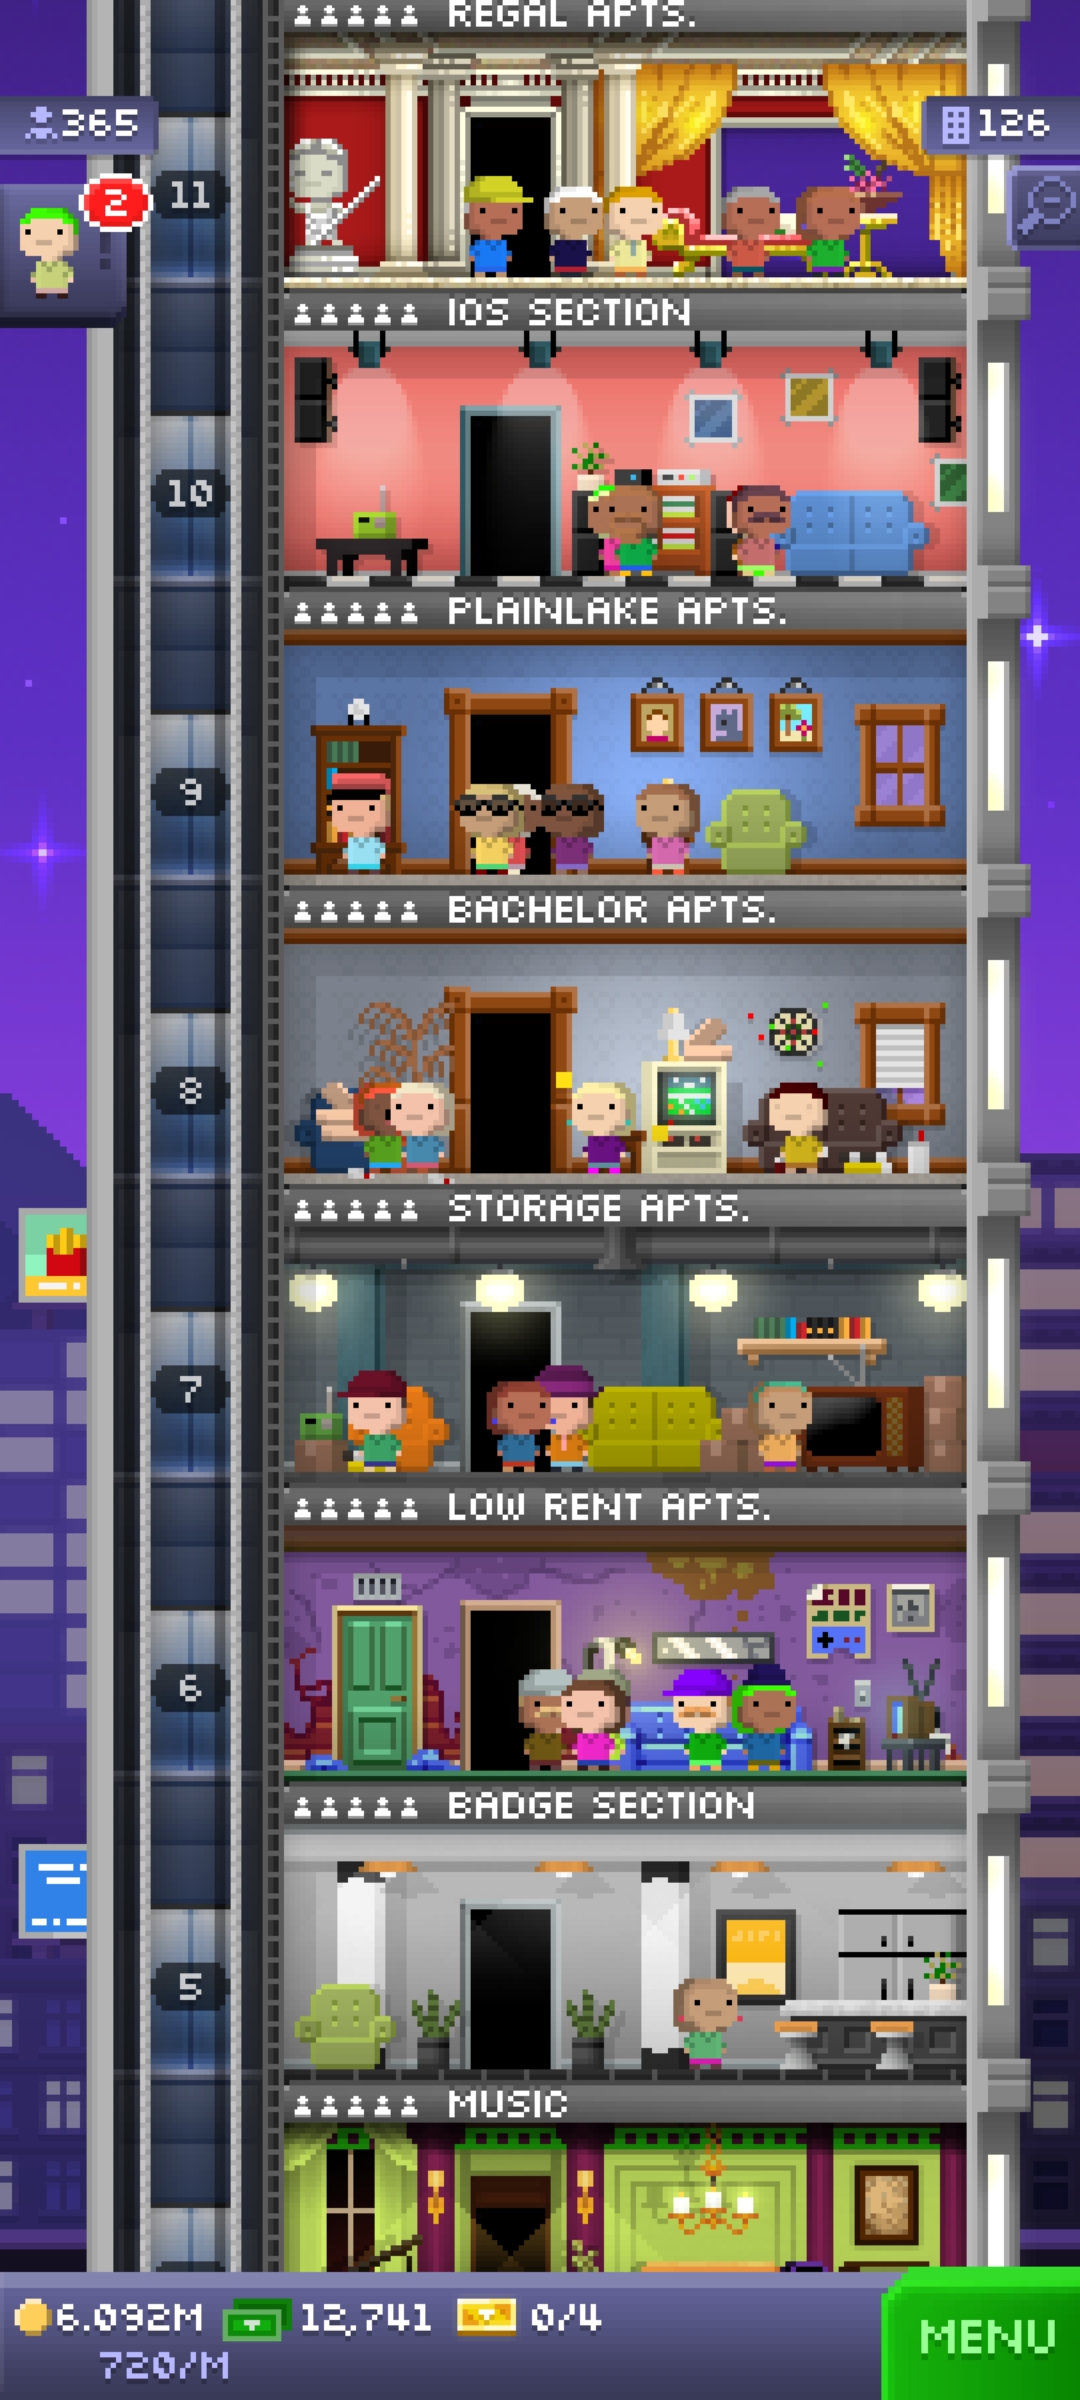 REGAL APTS.
365
126
2
11
IOS SECTION
10
PLAINLAKE APTS.
9
BACHELOR APTS.
8
STORAGE APTS.
7
LOW RENT APTS.
6
BADGE SECTION
5
MUSIC
6.092M 12,741 0/4
720/M
MENU